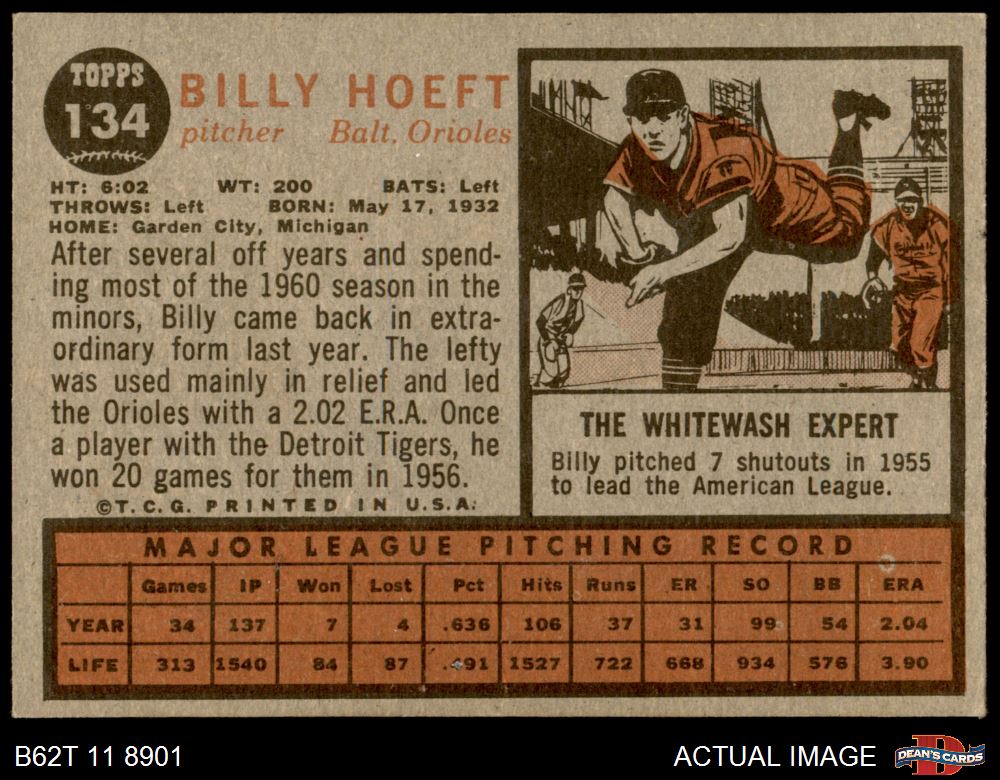 TOPPS
134
BILLY HOEFT
pitcher Balt. Orioles
HT: 6:02 WT: 200 BATS: Left
THROWS: Left BORN: May 17, 1932
HOME: Garden City, Michigan
After several off years and spend-
ing most of the 1960 season in the
minors, Billy came back in extra-
ordinary form last year. The lefty
was used mainly in relief and led
the Orioles with a 2.02 E.R.A. Once
a player with the Detroit Tigers, he
won 20 games for them in 1956.
©T.C.G. PRINTED IN U.S.A.
THE WHITEWASH EXPERT
Billy pitched 7 shutouts in 1955
to lead the American League.
MAJOR LEAGUE PITCHING RECORD
Games IP Won Lost Pct Hits Runs ER SO BB ERA
YEAR 34 137 7 4 .636 106 37 31 99 54 2.04
LIFE 313 1540 84 87 .491 1527 722 668 934 576 3.90
B62T 11 8901 ACTUAL IMAGE DEAN'S CARDS